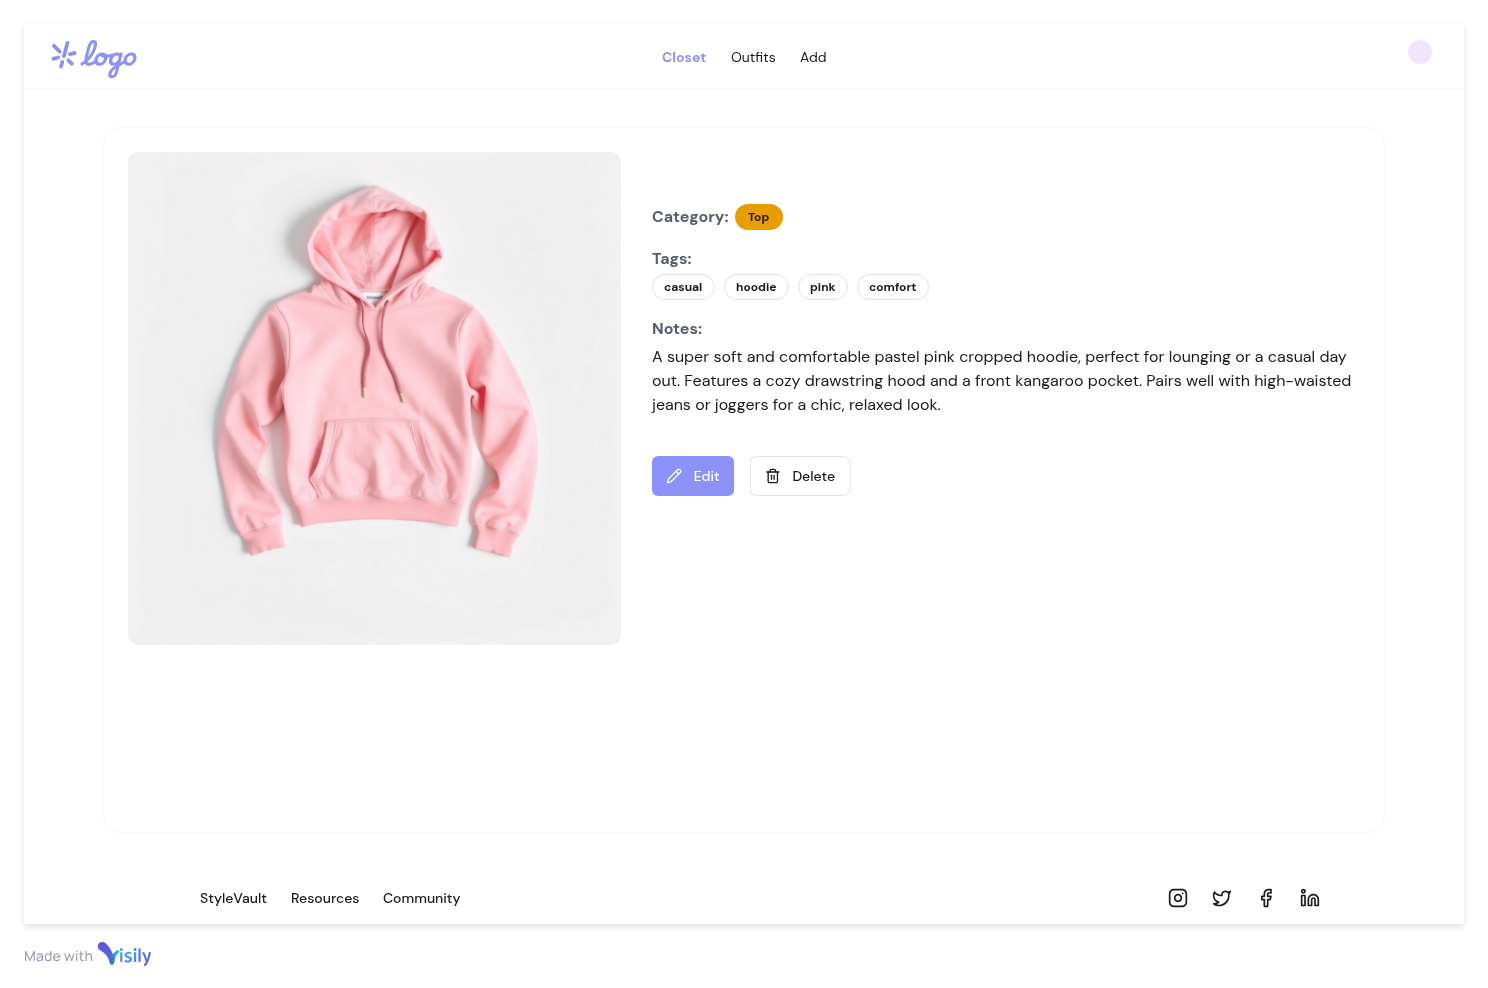 logo
Closet Outfits Add
Category: Top
Tags:
casual hoodie pink comfort
Notes:
A super soft and comfortable pastel pink cropped hoodie, perfect for lounging or a casual day
out. Features a cozy drawstring hood and a front kangaroo pocket. Pairs well with high-waisted
jeans or joggers for a chic, relaxed look.
Edit Delete
StyleVault Resources Community
Made with Visily